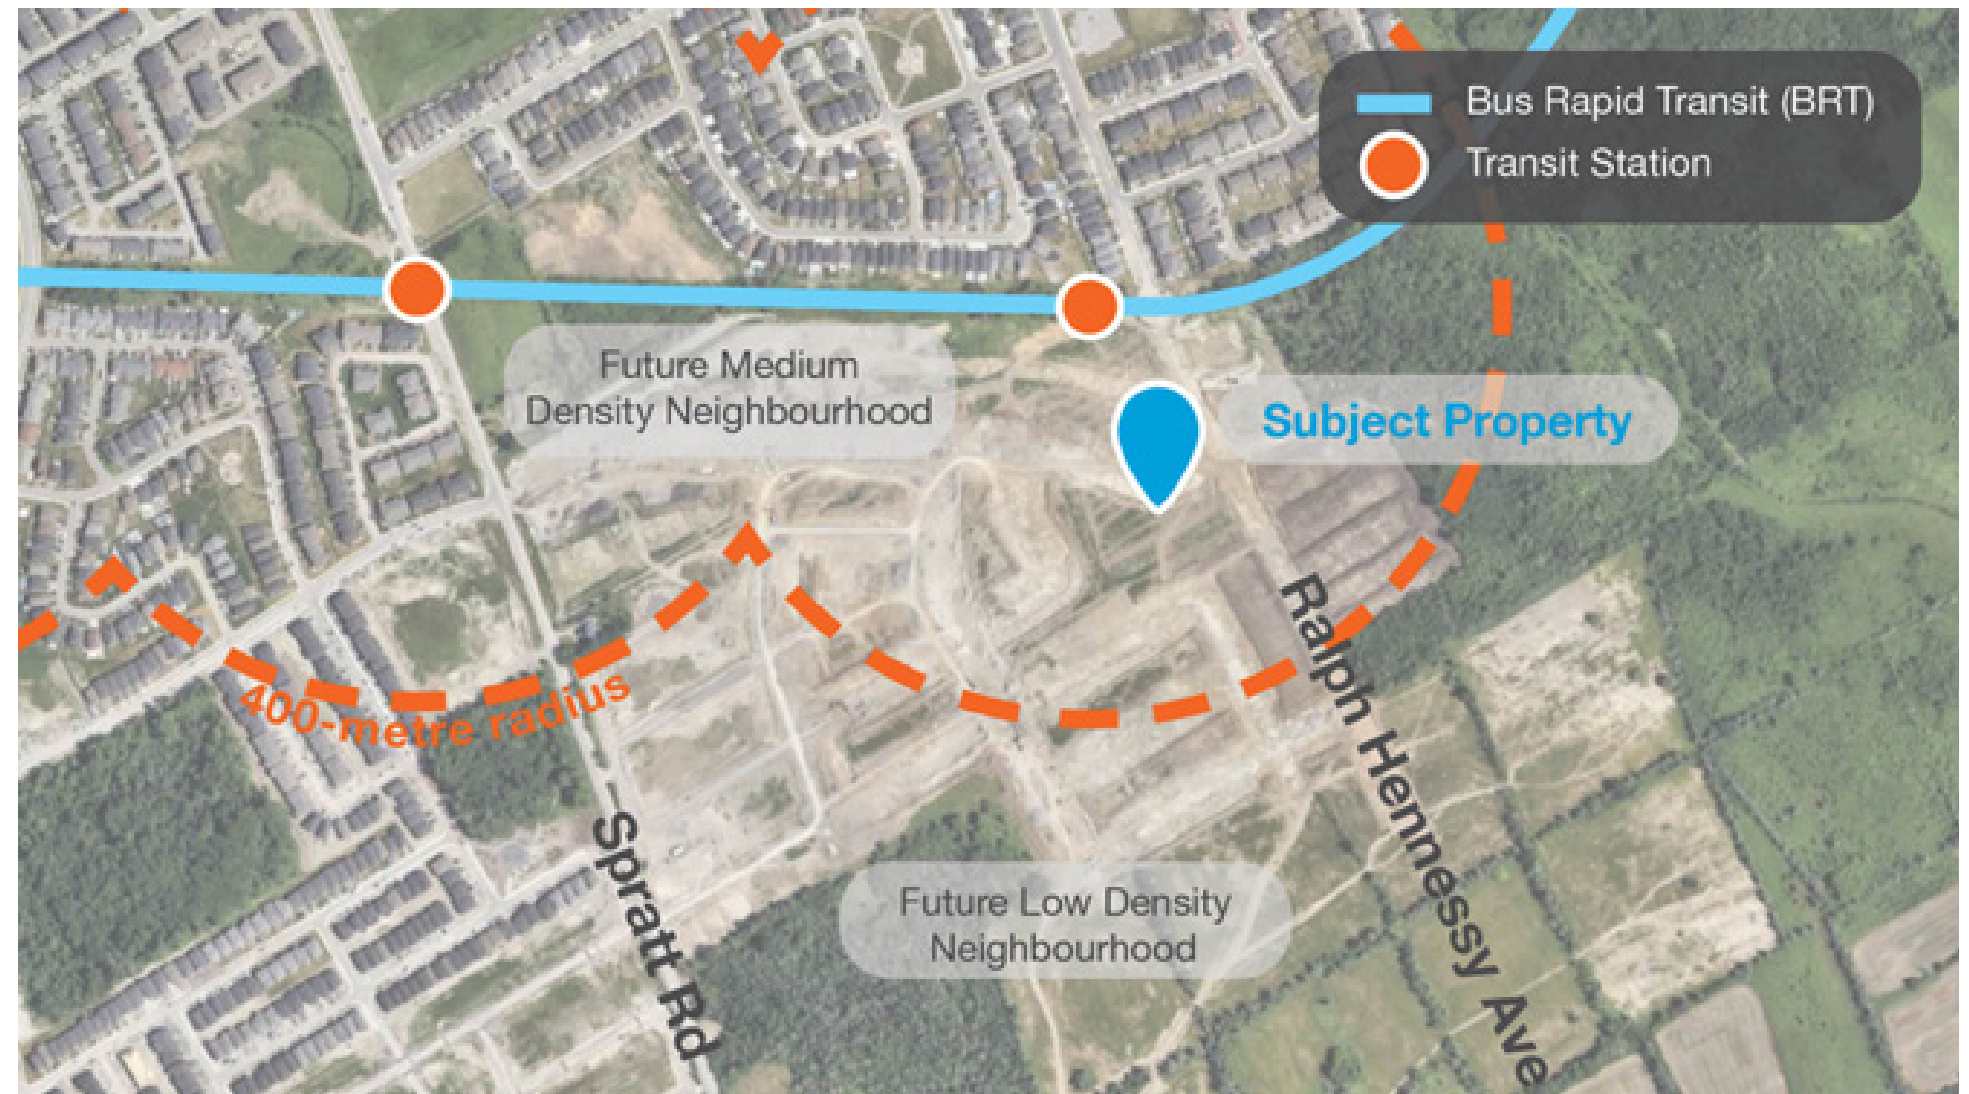 Bus Rapid Transit (BRT)
Transit Station
Future Medium
Density Neighbourhood
Subject Property
400-metre radius
Ralph Hennessy Ave
Spratt Rd
Future Low Density
Neighbourhood